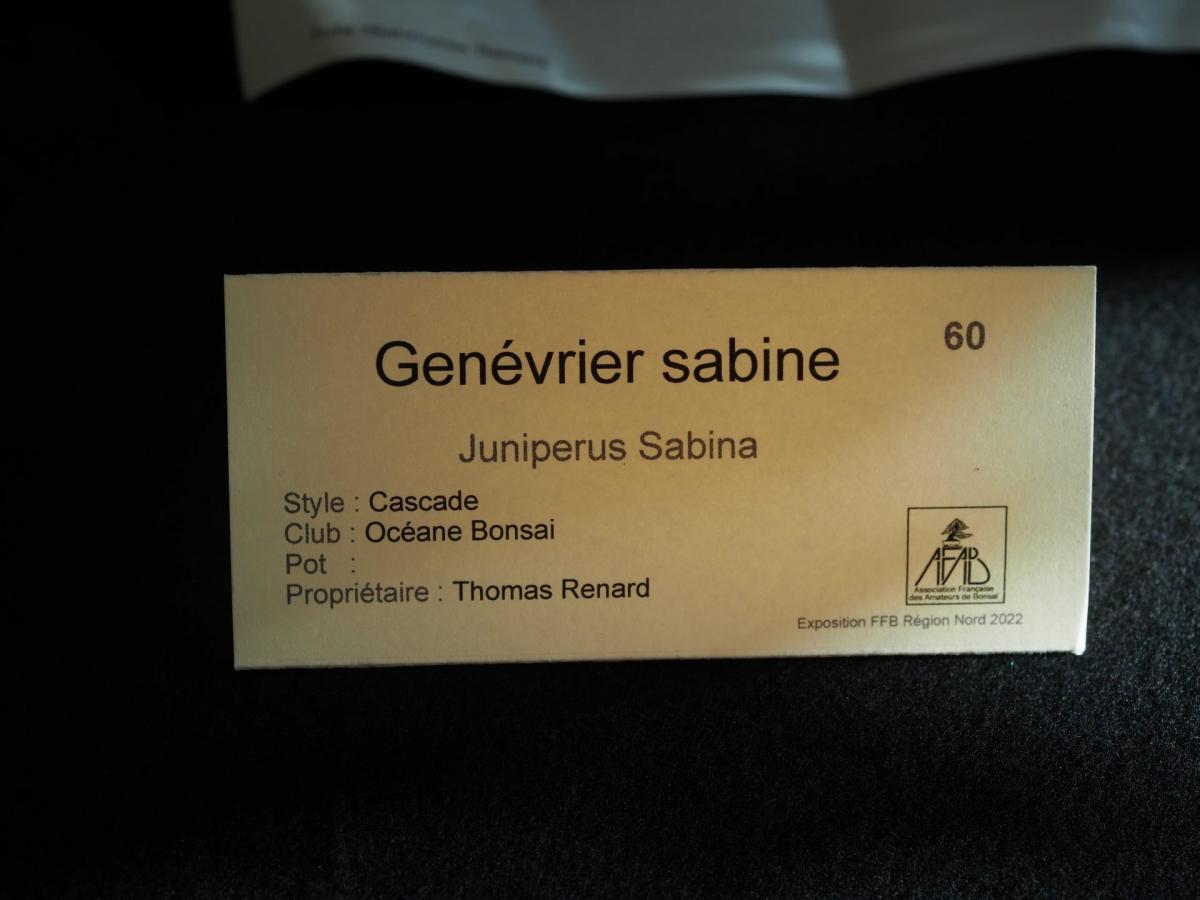 Genévrier sabine
60
Juniperus Sabina
Style : Cascade
Club : Océane Bonsai
Pot :
Propriétaire : Thomas Renard
AFAB
Association Française
des Amateurs de Bonsai
Exposition FFB Région Nord 2022